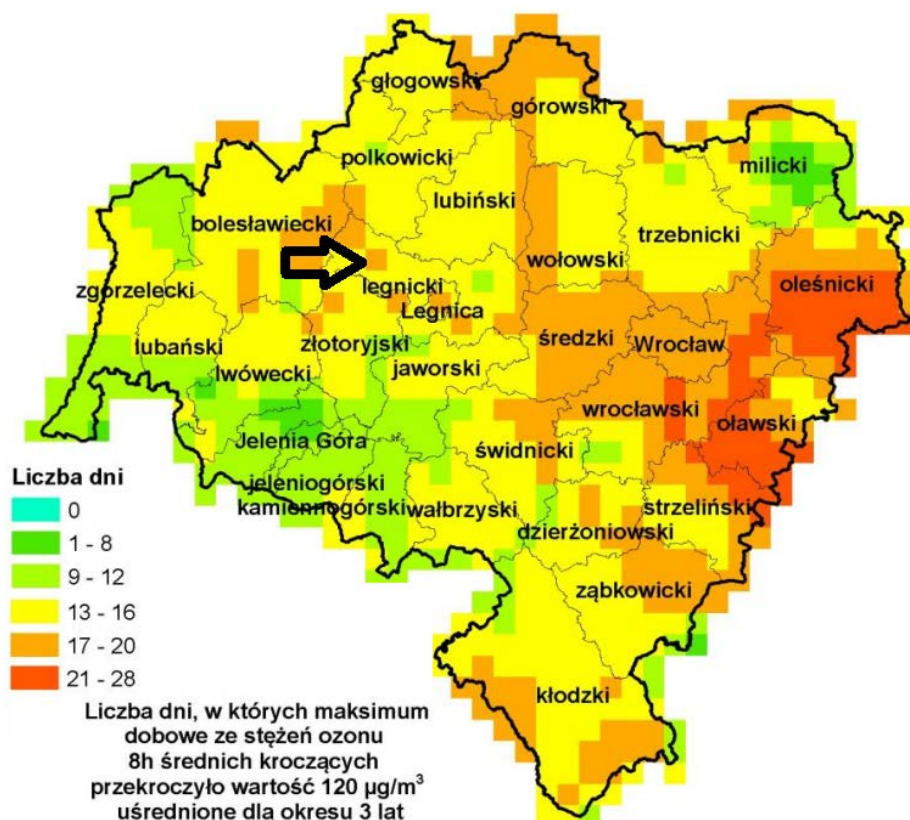 głogowski
górowski
polkowicki
milicki
lubiński
bolesławiecki
trzebnicki
wołowski
oleśnicki
zgorzelecki
legnicki
Legnica
średzki
Wrocław
lubański
złotoryjski
lwówecki
jaworski
wrocławski
oławski
Jelenia Góra
świdnicki
jeleniogórski
kamiennogórski
wałbrzyski
strzeliński
dzierżoniowski
ząbkowicki
kłodzki
Liczba dni
0
1 - 8
9 - 12
13 - 16
17 - 20
21 - 28
Liczba dni, w których maksimum
dobowe ze stężeń ozonu
8h średnich kroczących
przekroczyło wartość 120 µg/m³
uśrednione dla okresu 3 lat